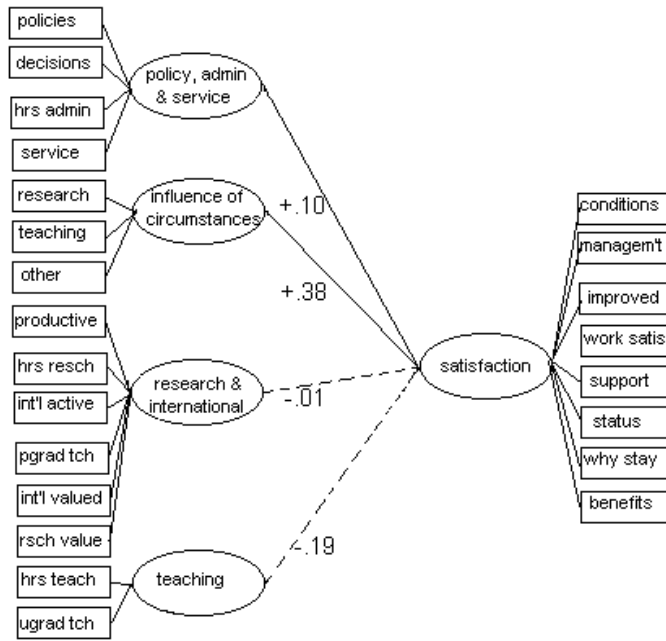 policies
decisions
hrs admin
service
research
teaching
other
productive
hrs resch
int'l active
pgrad tch
int'l valued
rsch value
hrs teach
ugrad tch
policy, admin
& service
influence of
circumstances
research &
international
teaching
+.10
+.38
-.01
-.19
satisfaction
conditions
managem't
improved
work satis
support
status
why stay
benefits